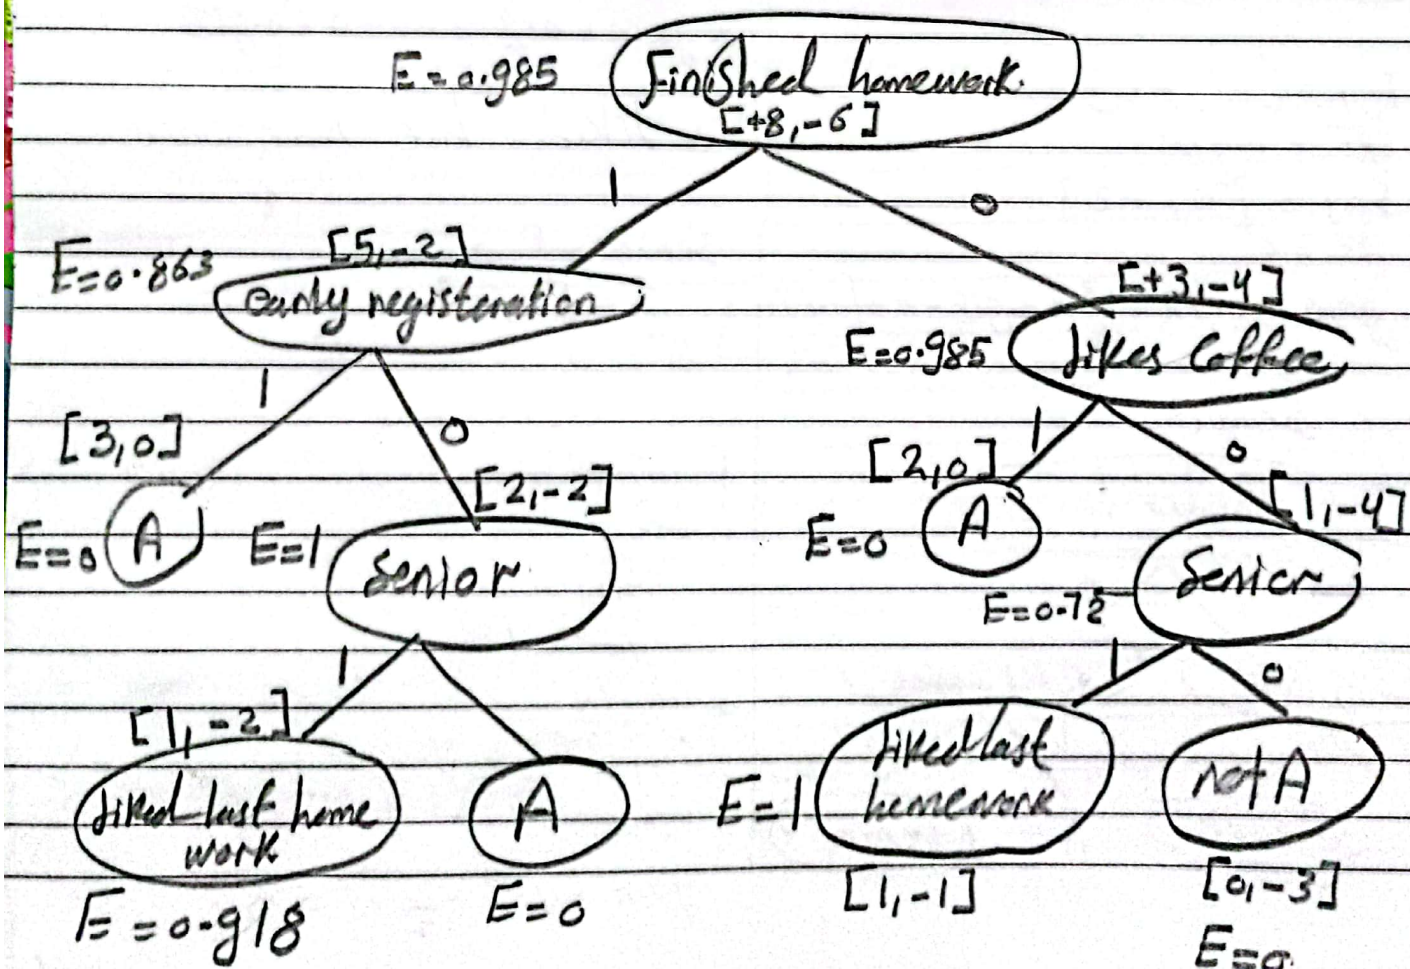 E=0.985
Finished homework.
[+8,-6]
1
0
E=0.863
[5,-2]
early registeration
[+3,-4]
E=0.985
Likes Coffee
1
0
1
0
[3,0]
[2,-2]
[2,0]
[1,-4]
E=0
A
E=1
Senior
E=0
A
E=0.72
Senior
1
1
0
[1,-2]
Liked last home
work
A
E=1
Liked last
homework
not A
E=0.918
E=0
[1,-1]
[0,-3]
E=0